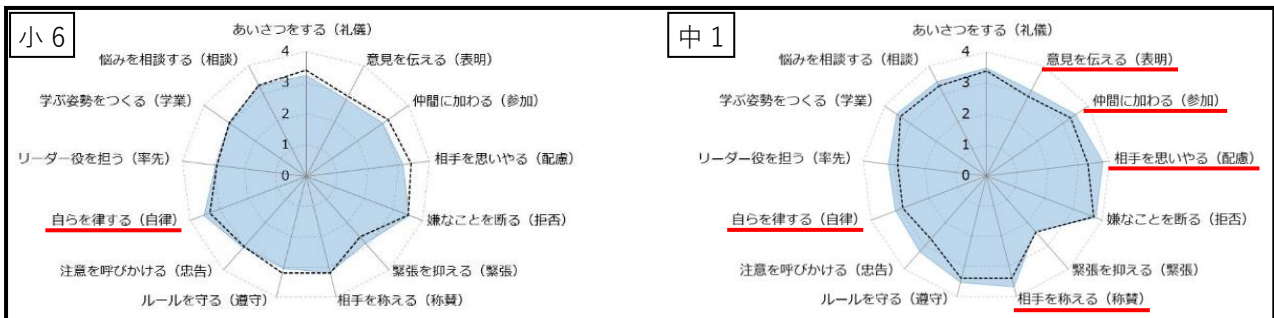 小6
あいさつをする（礼儀）
意見を伝える（表明）
仲間に加わる（参加）
相手を思いやる（配慮）
嫌なことを断る（拒否）
緊張を抑える（緊張）
相手を称える（称賛）
ルールを守る（遵守）
注意を呼びかける（忠告）
自らを律する（自律）
リーダー役を担う（率先）
学ぶ姿勢をつくる（学業）
悩みを相談する（相談）
4
3
2
1
0
中1
あいさつをする（礼儀）
意見を伝える（表明）
仲間に加わる（参加）
相手を思いやる（配慮）
嫌なことを断る（拒否）
緊張を抑える（緊張）
相手を称える（称賛）
ルールを守る（遵守）
注意を呼びかける（忠告）
自らを律する（自律）
リーダー役を担う（率先）
学ぶ姿勢をつくる（学業）
悩みを相談する（相談）
4
3
2
1
0